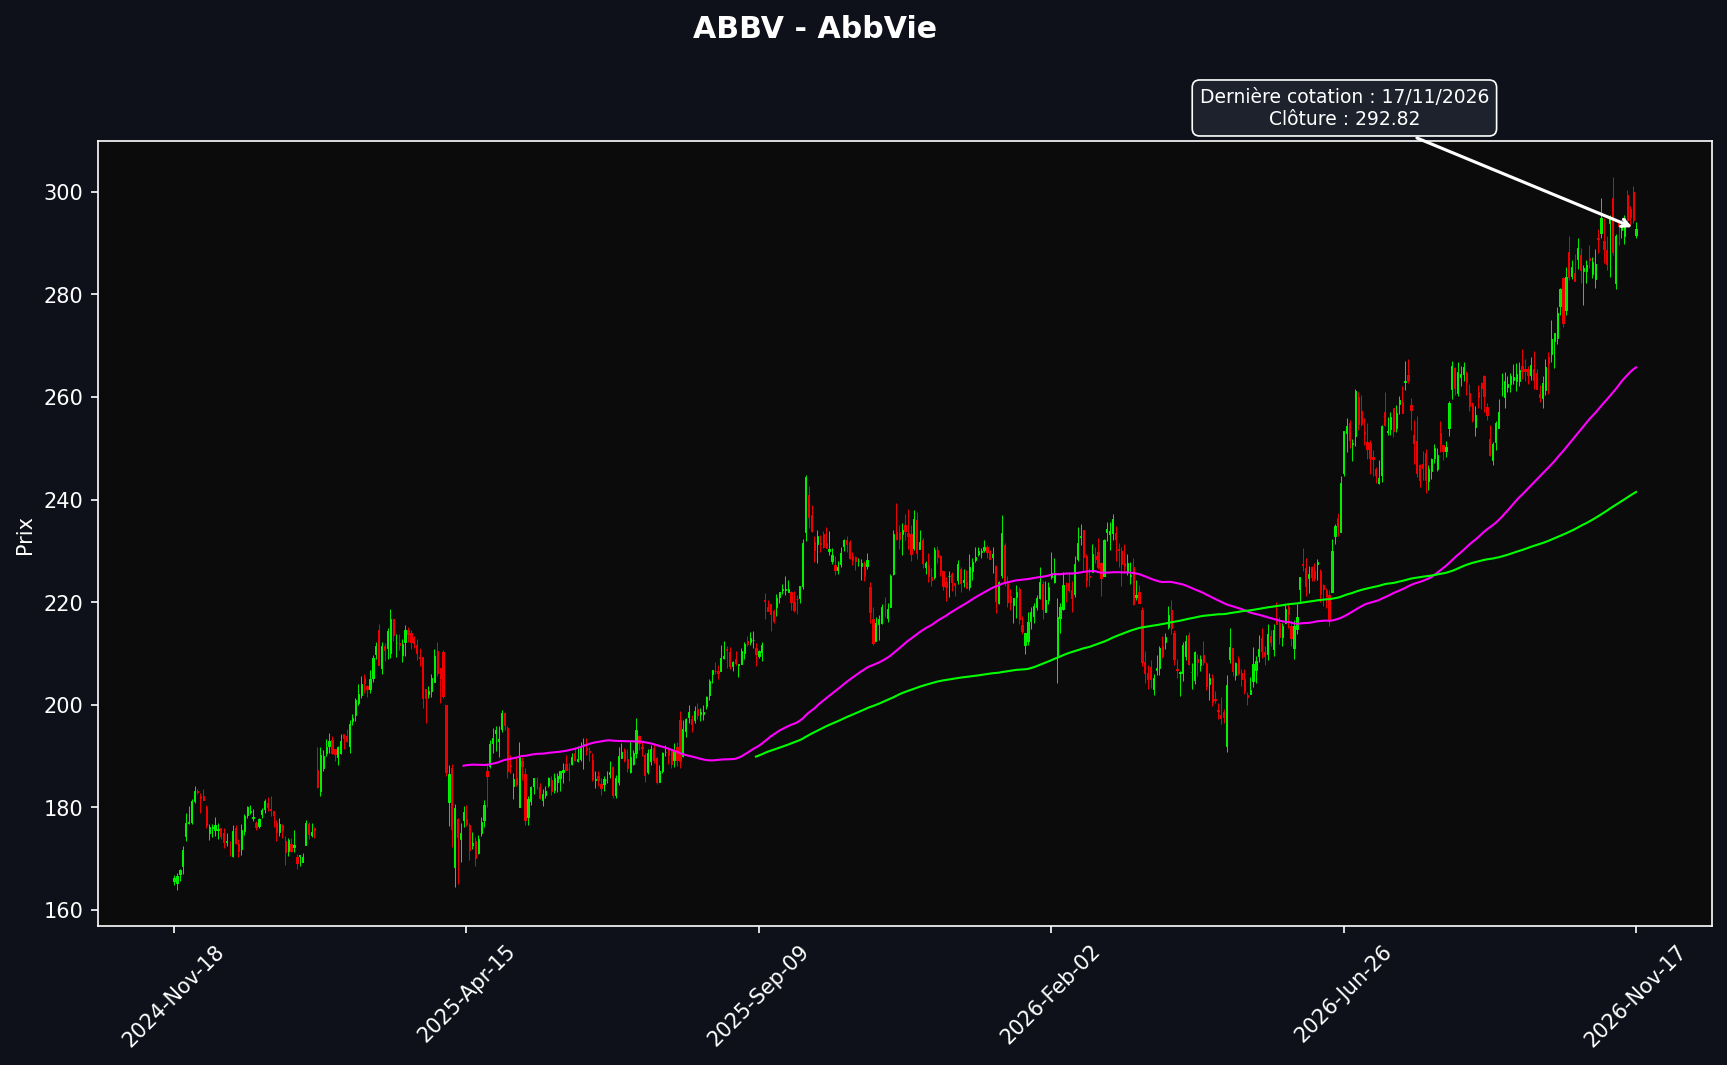 ABBV - AbbVie
Dernière cotation : 17/11/2026
Clôture : 292.82
Prix
300
280
260
240
220
200
180
160
2024-Nov-18
2025-Apr-15
2025-Sep-09
2026-Feb-02
2026-Jun-26
2026-Nov-17